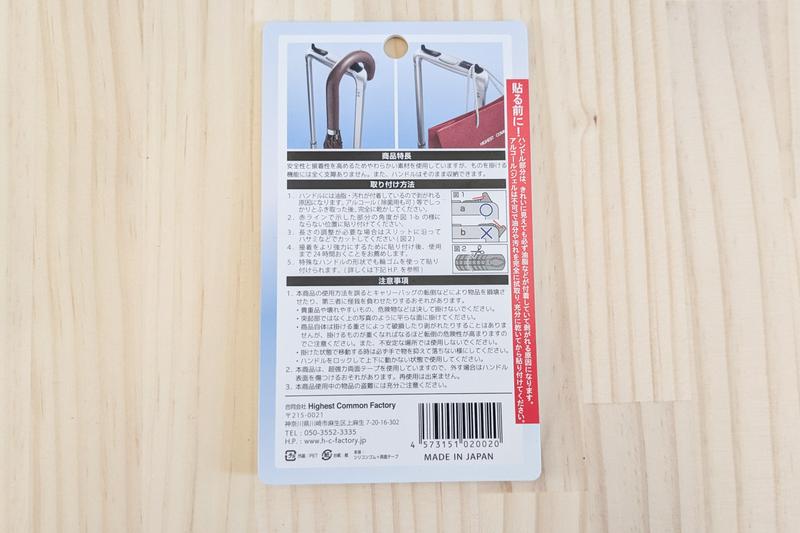 商品特長
安全性と接着性を高めるためやわらかい素材を使用していますが、ものを掛ける
機能には全く支障ありません。また、ハンドルはそのまま収納できます。
取り付け方法
1. ハンドルには油脂・汚れが付着しているので剥がれる
原因になります。アルコール(除菌用も可)等でしっ
かりとふき取った後、完全に乾かしてください。
2. 赤ラインで示した部分の角度が図1-bの様に
ならない位置に貼り付けてください。
3. 長さの調整が必要な場合はスリットに沿って
ハサミなどでカットしてください(図2)
4. 接着をより強力にするために貼り付け後、使用
まで24時間おくことをお薦めします。
5. 特殊なハンドルの形状でも輪ゴムを使って貼り
付けられます。(詳しくは下記H.P.を参照)
図1
a
b
図2
注意事項
1. 本商品の使用方法を誤るとキャリーバッグの転倒などにより物品を損壊さ
せたり、第三者に怪我を負わせたりするおそれがあります。
・貴重品や壊れやすいもの、危険物などは決して掛けないでください。
・突起部ではなく上の写真のように平らな面に掛けてください。
・商品自体は掛ける重さによって破損したり剥がれたりすることはありま
せんが、掛けるものが重くなればなるほど転倒の危険性が高まりますの
でご注意ください。また、不安定な場所では使用しないでください。
・掛けた状態で移動する時は必ず手で物を抑えて落ちない様にしてください。
・ハンドルをロックして上下に動かない状態で使用してください。
2. 本商品は、超強力両面テープを使用していますので、外す場合はハンドル
表面を傷つけるおそれがあります。再使用は出来ません。
3. 本商品使用中の物品の盗難には充分ご注意ください。
合同会社 Highest Common Factory
〒215-0021
神奈川県川崎市麻生区上麻生 7-20-16-302
TEL : 050-3552-3335
H.P. : www.h-c-factory.jp
外装:PET
台紙:紙
本体:
シリコンゴム+両面テープ
4 573151 020020
MADE IN JAPAN
貼る前に!
ハンドル部分は、きれいに見えても必ず油脂などが付着していて剥がれる原因になります。
アルコール(ジェルは不可)で油分や汚れを完全に拭取り、充分に乾いてから貼り付けてください。